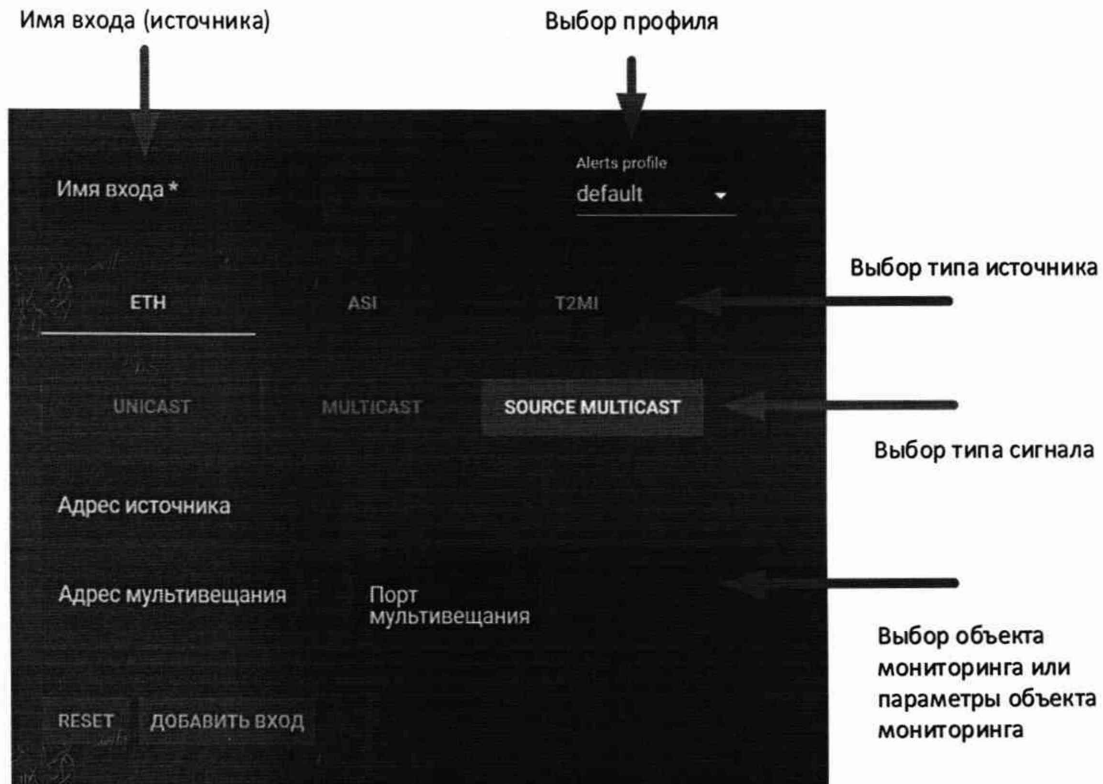 Имя входа (источника)
Выбор профиля
Alerts profile
Имя входа *
default
Выбор типа источника
ETH
ASI
T2MI
UNICAST
MULTICAST
SOURCE MULTICAST
Выбор типа сигнала
Адрес источника
Адрес мультивещания
Порт
мультивещания
Выбор объекта
мониторинга или
параметры объекта
мониторинга
RESET
ДОБАВИТЬ ВХОД